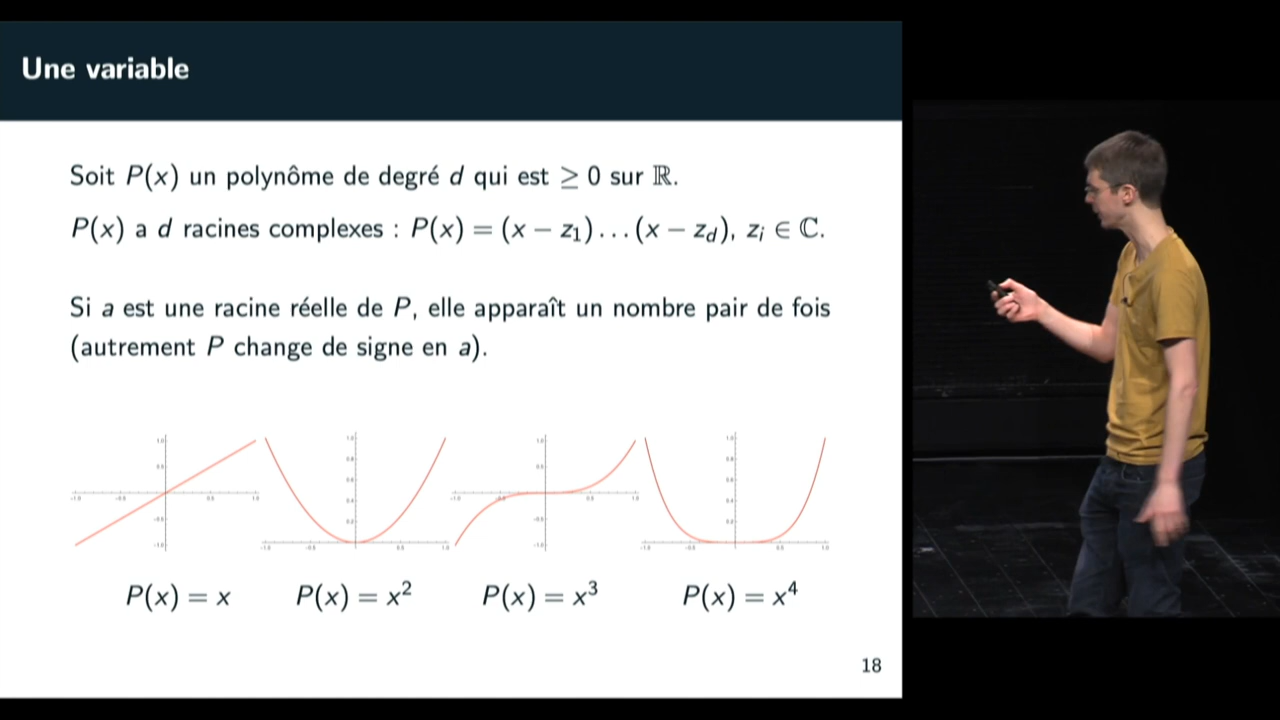 Une variable
Soit P(x) un polynôme de degré d qui est ≥ 0 sur ℝ.
P(x) a d racines complexes : P(x) = (x − z₁)…(x − z_d), zᵢ ∈ ℂ.
Si a est une racine réelle de P, elle apparaît un nombre pair de fois
(autrement P change de signe en a).
P(x) = x P(x) = x² P(x) = x³ P(x) = x⁴
18